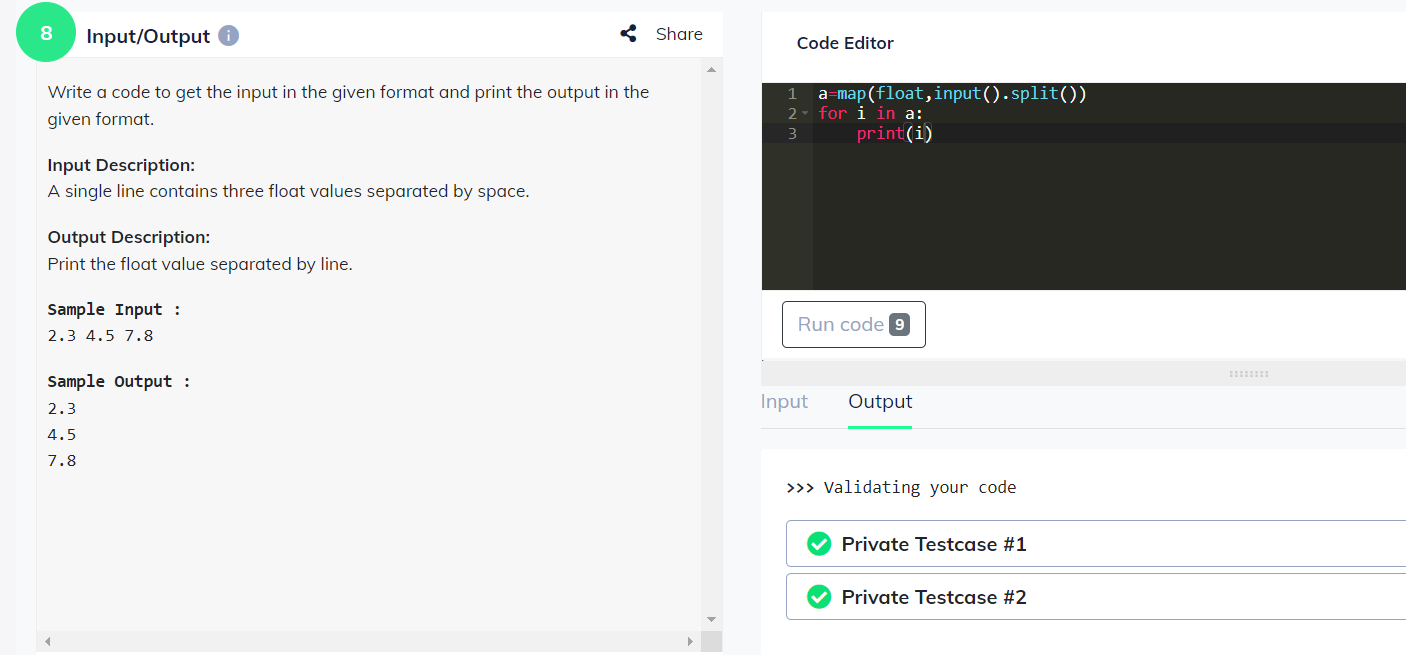 8
Input/Output i
Share
Write a code to get the input in the given format and print the output in the
given format.
Input Description:
A single line contains three float values separated by space.
Output Description:
Print the float value separated by line.
Sample Input :
2.3 4.5 7.8
Sample Output :
2.3
4.5
7.8
Code Editor
1 a=map(float,input().split())
2 for i in a:
3 print(i)
Run code 9
Input Output
>>> Validating your code
Private Testcase #1
Private Testcase #2